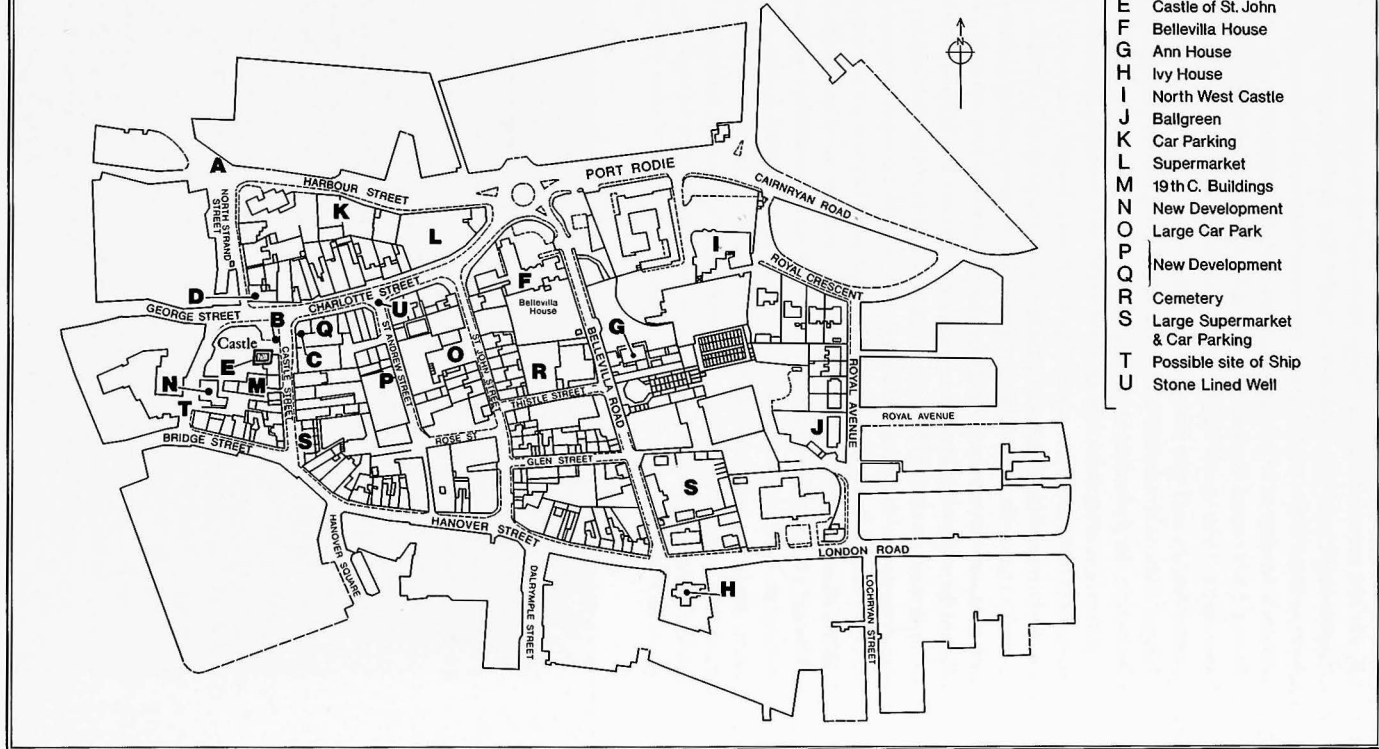 E Castle of St. John
F Bellevilla House
G Ann House
H Ivy House
I North West Castle
J Ballgreen
K Car Parking
L Supermarket
M 19th C. Buildings
N New Development
O Large Car Park
P
Q New Development
R Cemetery
S Large Supermarket
& Car Parking
T Possible site of Ship
U Stone Lined Well
N
A
PORT RODIE
HARBOUR STREET
CAIRNRYAN ROAD
NORTH STRAND
STREET
K
L
I
ROYAL CRESCENT
F
Bellevilla
House
D
CHARLOTTE STREET
GEORGE STREET
U
B
Q
G
Castle
C
E
CASTLE STREET
ST ANDREW STREET
O
ST JOHN STREET
BELLEVILLA ROAD
ROYAL AVENUE
N
M
P
R
T
THISTLE STREET
ROYAL AVENUE
J
BRIDGE STREET
S
ROSE ST
GLEN STREET
S
HANOVER STREET
HANOVER SQUARE
LONDON ROAD
DALRYMPLE STREET
H
LOCHRYAN STREET